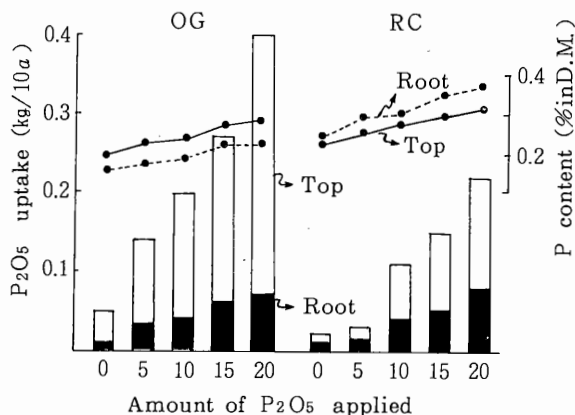 OG RC
P2O5 uptake (kg/10a)
0.4
0.3
0.2
0.1
Root
Top
Top
Root
0.4
0.2
P content (%inD.M.)
0 5 10 15 20 0 5 10 15 20
Amount of P2O5 applied